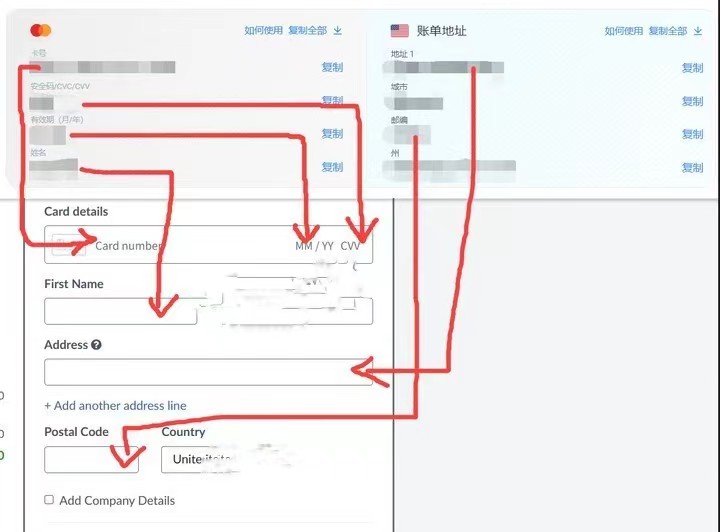 如何使用 复制全部
账单地址
如何使用 复制全部
卡号
复制
地址 1
复制
安全码/CVC/CVV
复制
城市
复制
有效期（月/年）
复制
邮编
复制
姓名
复制
州
复制
Card details
Card number MM / YY CVV
First Name
Address
+ Add another address line
Postal Code Country
Add Company Details